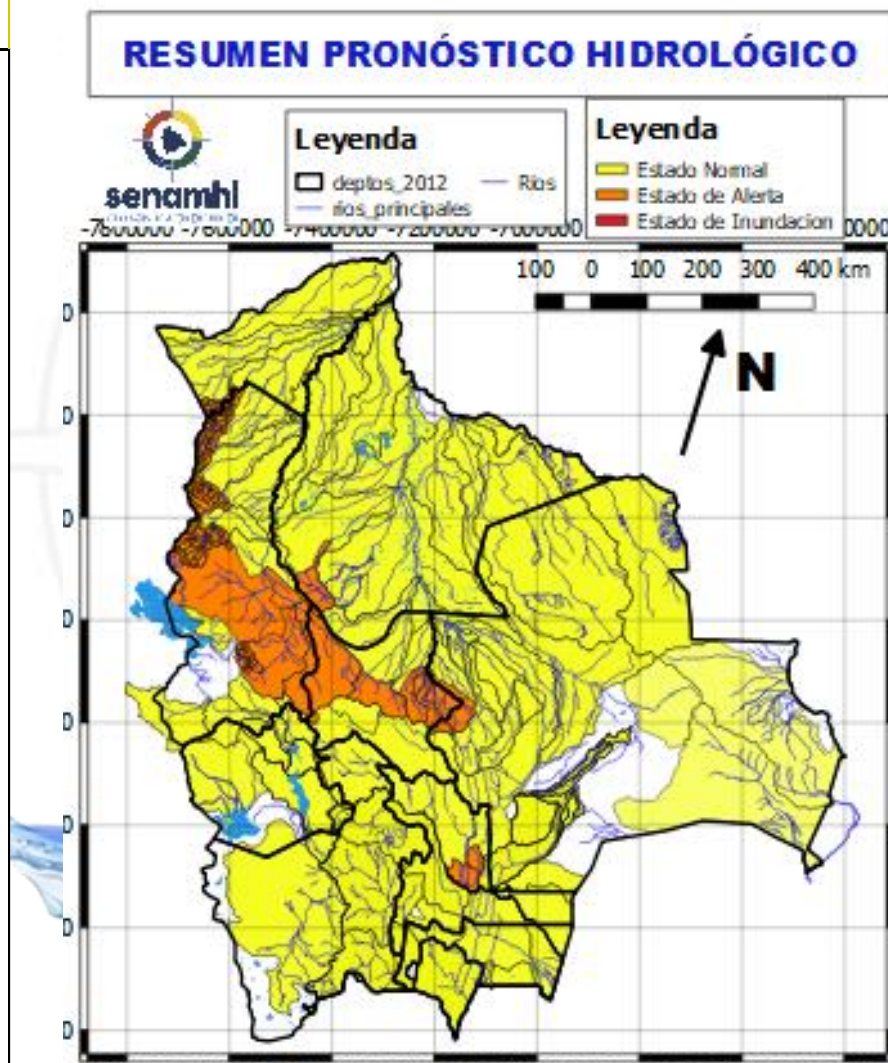 RESUMEN PRONÓSTICO HIDROLÓGICO
senamhi
Leyenda
deptos_2012
Rios
rios_principales
Leyenda
Estado Normal
Estado de Alerta
Estado de Inundacion
-7800000 -7600000 -7400000 -7200000 -7000000
100 0 100 200 300 400 km
N